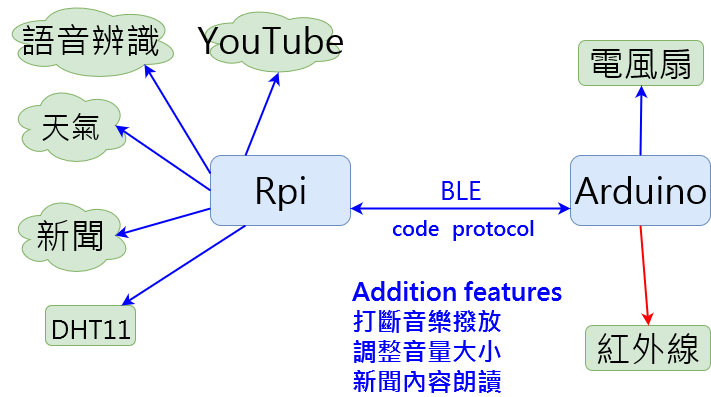 語音辨識
YouTube
電風扇
天氣
Rpi
BLE
Arduino
code protocol
新聞
DHT11
Addition features
打斷音樂撥放
調整音量大小
新聞內容朗讀
紅外線